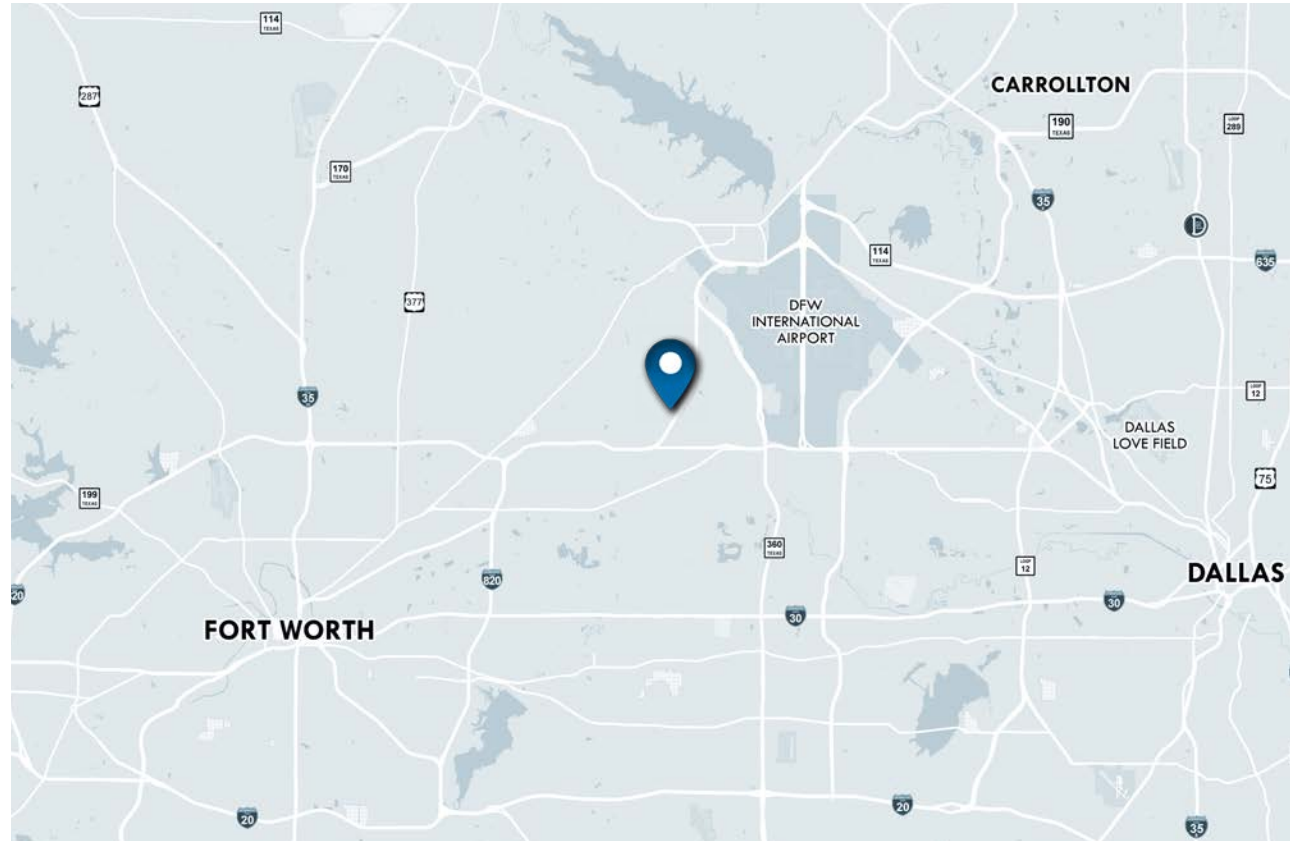 114
TEXAS
CARROLLTON
287
190
TEXAS
LOOP
289
170
TEXAS
35
D
114
TEXAS
635
377
DFW
INTERNATIONAL
AIRPORT
35
LOOP
12
DALLAS
LOVE FIELD
75
199
TEXAS
360
TEXAS
LOOP
12
820
DALLAS
20
30
30
FORT WORTH
20
20
35